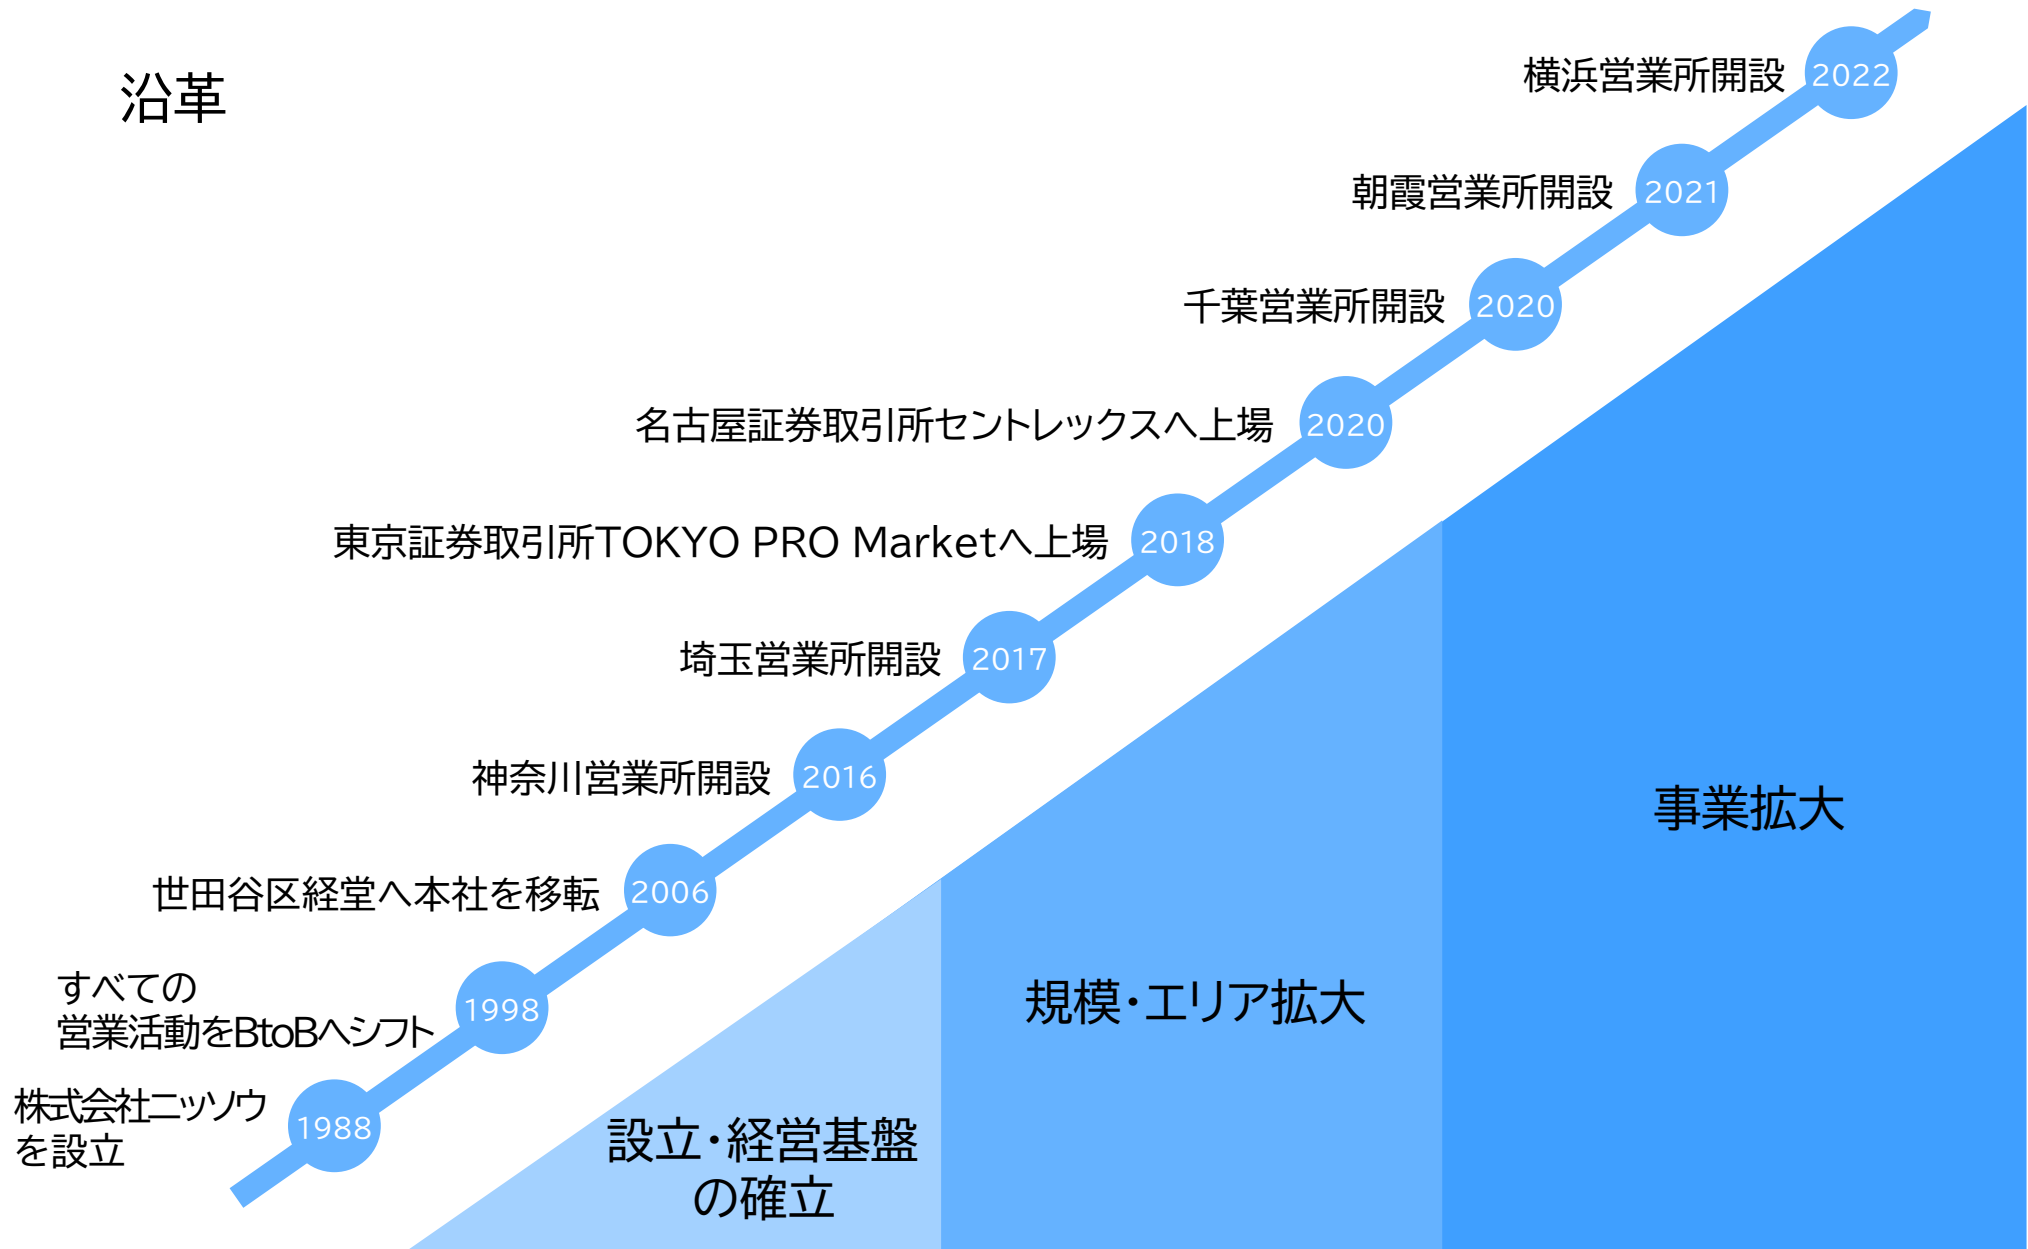 沿革
横浜営業所開設
2022
朝霞営業所開設
2021
千葉営業所開設
2020
名古屋証券取引所セントレックスへ上場
2020
東京証券取引所TOKYO PRO Marketへ上場
2018
埼玉営業所開設
2017
神奈川営業所開設
2016
世田谷区経堂へ本社を移転
2006
すべての
営業活動をBtoBへシフト
1998
株式会社ニッソウ
を設立
1988
設立・経営基盤
の確立
規模・エリア拡大
事業拡大